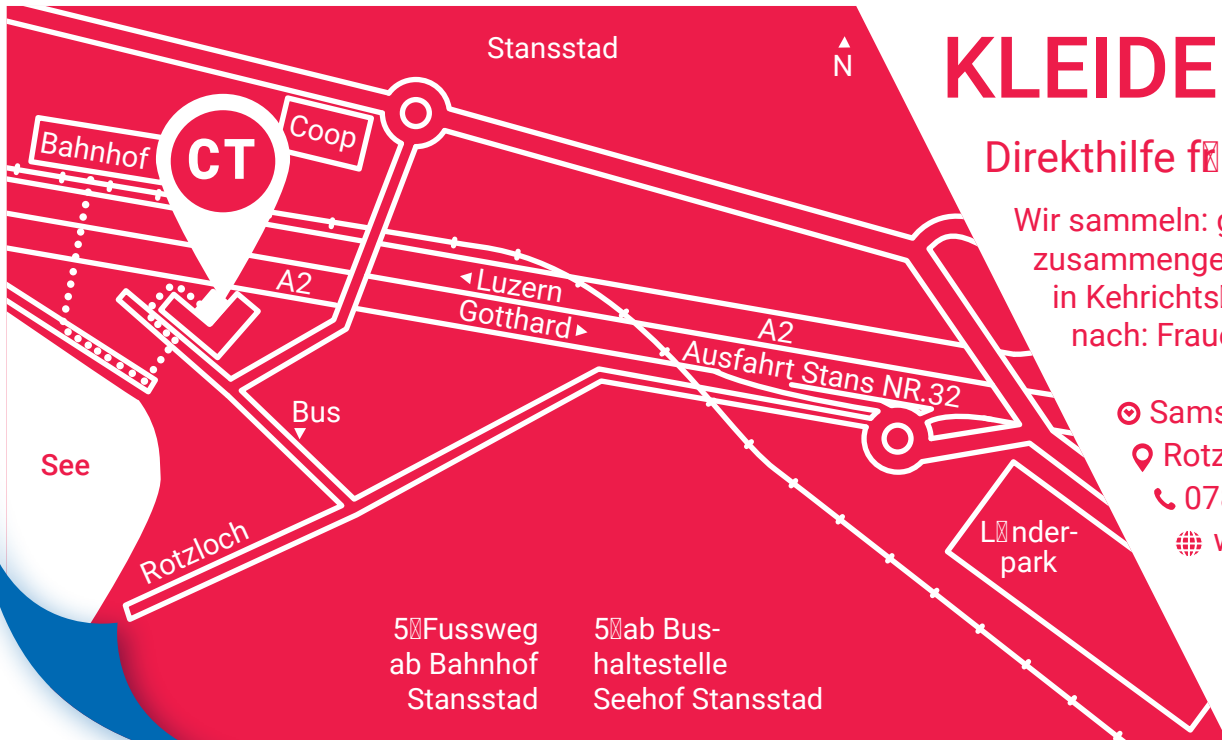 Stansstad
N
Coop
Bahnhof
CT
A2
Luzern
Gotthard
A2
Ausfahrt Stans NR.32
Bus
See
Rotzloch
L▯nder-
park
5▯Fussweg
ab Bahnhof
Stansstad
5▯ab Bus-
haltestelle
Seehof Stansstad
KLEIDE
Direkthilfe f▯
Wir sammeln:
zusammenge
in Kehrichts
nach: Frau
Sams
Rotz
07